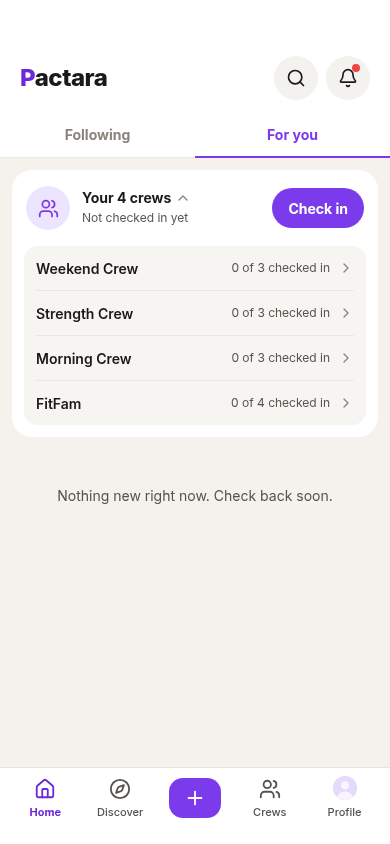 Pactara
Following
For you
Your 4 crews
Not checked in yet
Check in
Weekend Crew
0 of 3 checked in
Strength Crew
0 of 3 checked in
Morning Crew
0 of 3 checked in
FitFam
0 of 4 checked in
Nothing new right now. Check back soon.
Home
Discover
Crews
Profile